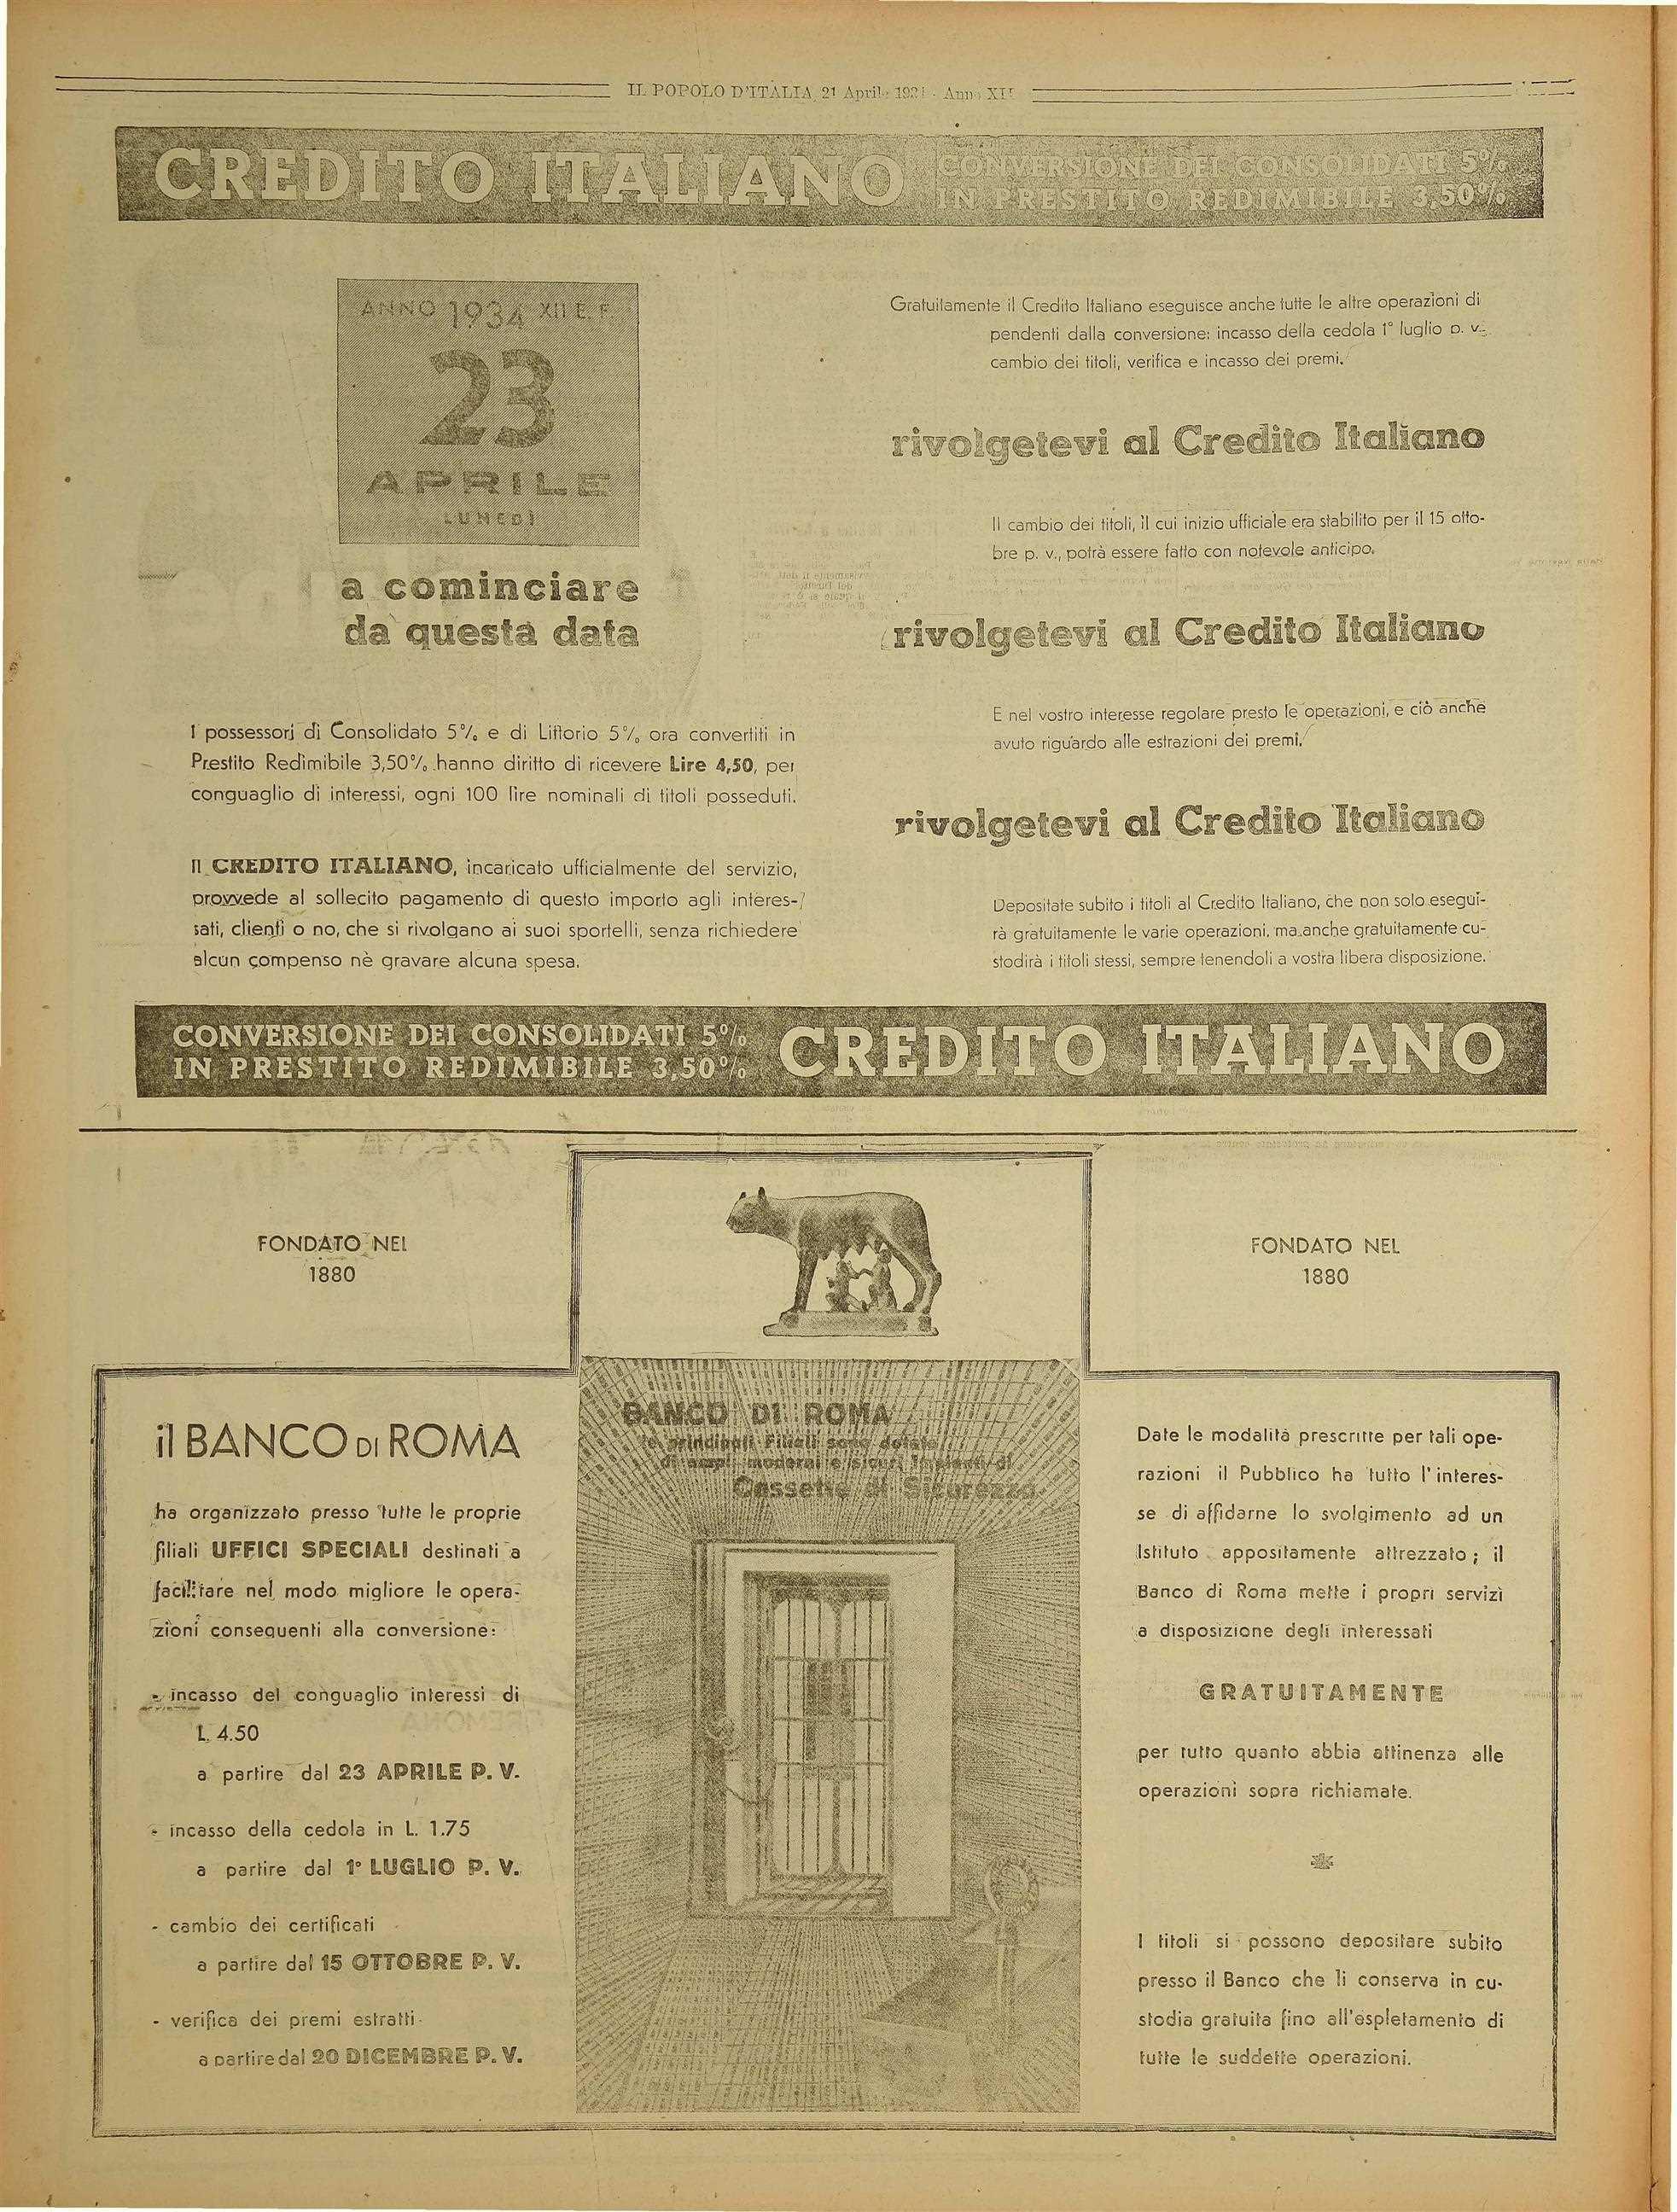 IL POPOLO D'ITALIA 21 Aprile 1934 - Anno XII
CREDITO ITALIANO
CONVERSIONE DEI CONSOLIDATI 5%
IN PRESTITO REDIMIBILE 3,50%
ANNO 1934 XII E. F.
23
APRILE
LUNEDÌ
a cominciare
da questa data
I possessori di Consolidato 5% e di Littorio 5% ora convertiti in
Prestito Redimibile 3,50% hanno diritto di ricevere Lire 4,50, per
conguaglio di interessi, ogni 100 lire nominali di titoli posseduti.
Il CREDITO ITALIANO, incaricato ufficialmente del servizio,
provvede al sollecito pagamento di questo importo agli interes-
sati, clienti o no, che si rivolgano ai suoi sportelli, senza richiedere
alcun compenso nè gravare alcuna spesa.
Gratuitamente il Credito Italiano eseguisce anche tutte le altre operazioni di
pendenti dalla conversione: incasso della cedola 1° luglio p. v.
cambio dei titoli, verifica e incasso dei premi.
rivolgetevi al Credito Italiano
Il cambio dei titoli, il cui inizio ufficiale era stabilito per il 15 otto-
bre p. v., potrà essere fatto con notevole anticipo.
rivolgetevi al Credito Italiano
E nel vostro interesse regolare presto le operazioni, e ciò anche
avuto riguardo alle estrazioni dei premi.
rivolgetevi al Credito Italiano
Depositate subito i titoli al Credito Italiano, che non solo esegui-
rà gratuitamente le varie operazioni, ma anche gratuitamente cu-
stodirà i titoli stessi, sempre tenendoli a vostra libera disposizione.
CONVERSIONE DEI CONSOLIDATI 5%
IN PRESTITO REDIMIBILE 3,50%
CREDITO ITALIANO
FONDATO NEL
1880
FONDATO NEL
1880
il BANCO DI ROMA
ha organizzato presso tutte le proprie
filiali UFFICI SPECIALI destinati a
facilitare nel modo migliore le opera-
zioni conseguenti alla conversione:
- incasso del conguaglio interessi di
L. 4.50
a partire dal 23 APRILE P. V.
- incasso della cedola in L. 1.75
a partire dal 1° LUGLIO P. V.
- cambio dei certificati
a partire dal 15 OTTOBRE P. V.
- verifica dei premi estratti
a partire dal 20 DICEMBRE P. V.
BANCO DI ROMA
le principali Filiali sono dotate
di ampi moderni e sicuri Impianti di
Cassette di Sicurezza
Date le modalità prescritte per tali ope-
razioni il Pubblico ha tutto l'interes-
se di affidarne lo svolgimento ad un
Istituto appositamente attrezzato; il
Banco di Roma mette i propri servizi
a disposizione degli interessati
GRATUITAMENTE
per tutto quanto abbia attinenza alle
operazioni sopra richiamate.
I titoli si possono depositare subito
presso il Banco che li conserva in cu-
stodia gratuita fino all'espletamento di
tutte le suddette operazioni.